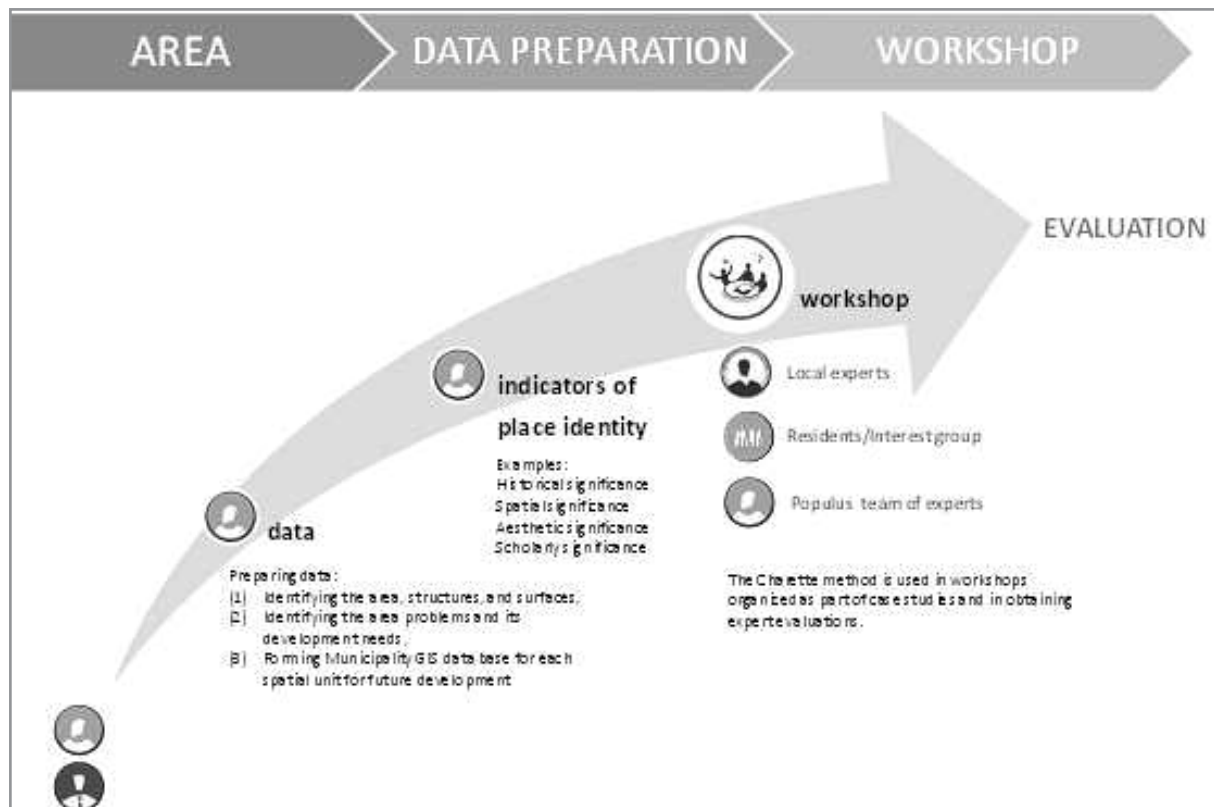 AREA
DATA PREPARATION
WORKSHOP
EVALUATION
workshop
Local experts
Residents/Interest group
Populus team of experts
The Charette method is used in workshops
organized as part of case studies and in obtaining
expert evaluations.
indicators of
place identity
Examples:
Historical significance
Spatial significance
Aesthetic significance
Scholarly significance
data
Preparing data:
(1) Identifying the area, structures, and surfaces,
(2) Identifying the area problems and its
development needs,
(3) Forming Municipality GIS data base for each
spatial unit for future development